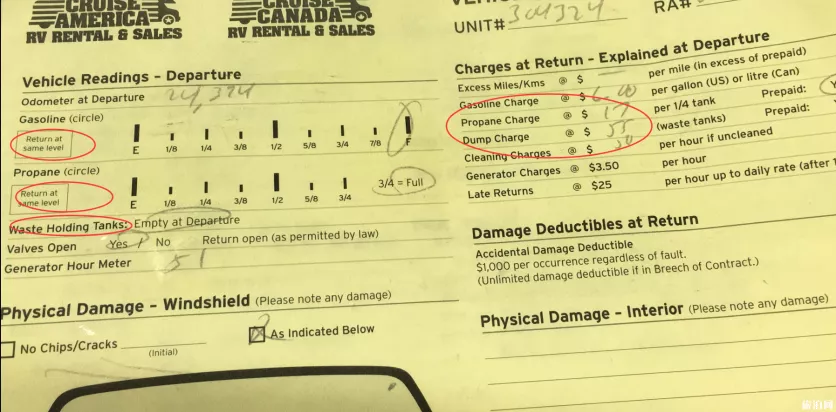 CRUISE
AMERICA
RV RENTAL & SALES
CRUISE
CANADA
RV RENTAL & SALES
Vehicle Readings - Departure
Odometer at Departure 24,324
Gasoline (circle)
Return at
same level
E 1/8 1/4 3/8 1/2 5/8 3/4 7/8 F
Propane (circle)
Return at
same level
E 1/8 1/4 3/8 1/2 5/8 3/4
3/4 = Full
Waste Holding Tanks: Empty at Departure
Valves Open Yes / No Return open (as permitted by law)
Generator Hour Meter 51
Physical Damage - Windshield (Please note any damage)
No Chips/Cracks
(Initial)
As Indicated Below
UNIT# 304324
RA#
Charges at Return - Explained at Departure
Excess Miles/Kms @ $ per mile (in excess of prepaid)
Gasoline Charge @ $ 6.00 per gallon (US) or litre (Can) Prepaid: Y
Propane Charge @ $ 17 per 1/4 tank Prepaid:
Dump Charge @ $ 55 (waste tanks)
Cleaning Charges @ $ 50 per hour if uncleaned
Generator Charges @ $3.50 per hour
Late Returns @ $25 per hour up to daily rate (after 1
Damage Deductibles at Return
Accidental Damage Deductible
$1,000 per occurrence regardless of fault.
(Unlimited damage deductible if in Breech of Contract.)
Physical Damage - Interior (Please note any damage)